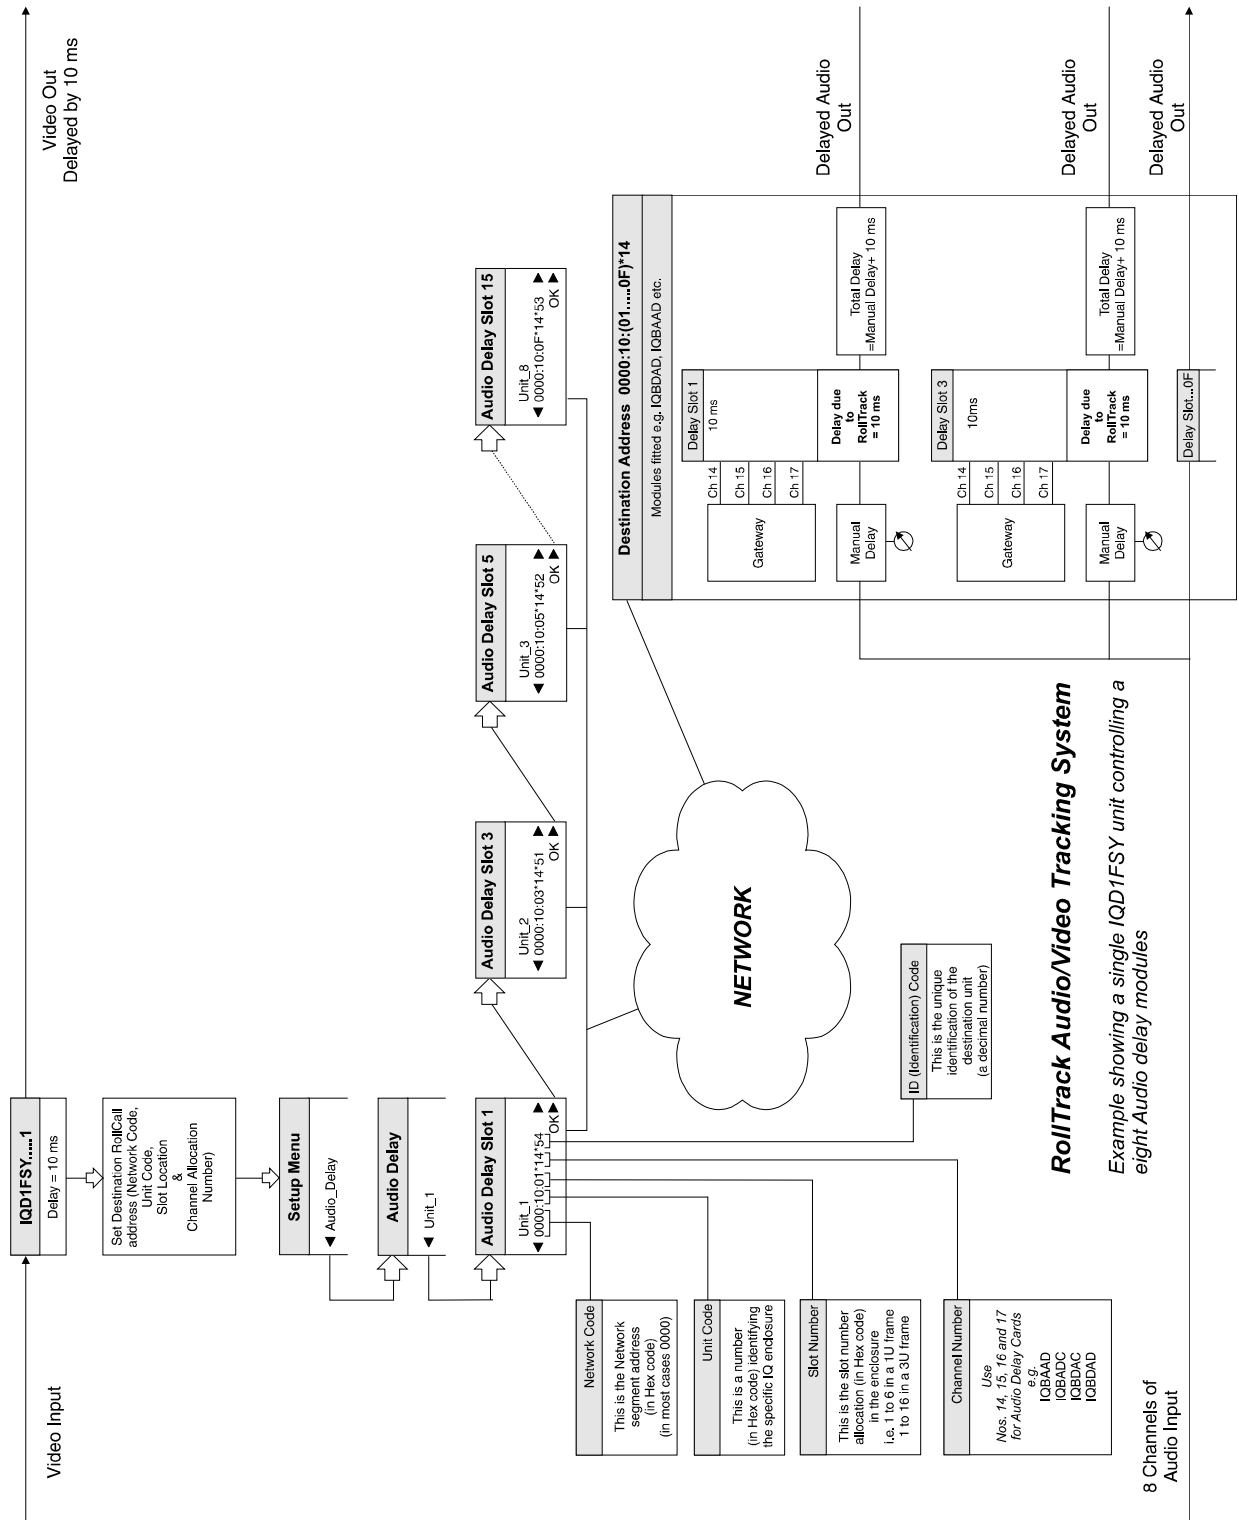 Video Input
IQD1FSY.....1
Delay = 10 ms
Video Out
Delayed by 10 ms
Set Destination RollCall
address (Network Code,
Unit Code,
Slot Location
&
Channel Allocation
Number)
Setup Menu
◄ Audio_Delay
Audio Delay
◄ Unit_1
Audio Delay Slot 1
Unit_1
◄ 0000:10:01*14*54 ►
OK ►
Audio Delay Slot 3
Unit_2
◄ 0000:10:03*14*51 ►
OK ►
Audio Delay Slot 5
Unit_3
◄ 0000:10:05*14*52 ►
OK ►
Audio Delay Slot 15
Unit_8
◄ 0000:10:0F*14*53 ►
OK ►
Network Code
This is the Network
segment address
(in Hex code)
(in most cases 0000)
Unit Code
This is a number
(in Hex code) identifying
the specific IQ enclosure
Slot Number
This is the slot number
allocation (in Hex code)
in the enclosure
i.e. 1 to 6 in a 1U frame
1 to 16 in a 3U frame
Channel Number
Use
Nos. 14, 15, 16 and 17
for Audio Delay Cards
e.g.
IQBAAD
IQBADC
IQBDAC
IQBDAD
ID (Identification) Code
This is the unique
identification of the
destination unit
(a decimal number)
NETWORK
Destination Address 0000:10:(01.....0F)*14
Modules fitted e.g. IQBDAD, IQBAAD etc.
Gateway
Ch 14
Ch 15
Ch 16
Ch 17
Delay Slot 1
10 ms
Manual
Delay
Delay due
to
RollTrack
= 10 ms
Total Delay
=Manual Delay+ 10 ms
Delayed Audio
Out
Gateway
Ch 14
Ch 15
Ch 16
Ch 17
Delay Slot 3
10ms
Manual
Delay
Delay due
to
RollTrack
= 10 ms
Total Delay
=Manual Delay+ 10 ms
Delayed Audio
Out
Delay Slot...0F
Delayed Audio
Out
RollTrack Audio/Video Tracking System
Example showing a single IQD1FSY unit controlling a
eight Audio delay modules
8 Channels of
Audio Input